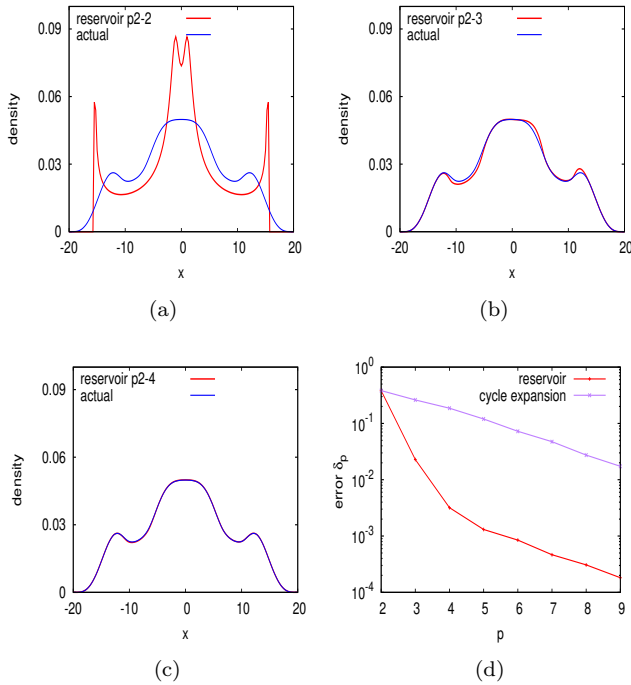 reservoir p2-2
actual
0.09
0.06
0.03
0
density
-20 -10 0 10 20
x
(a)
reservoir p2-3
actual
0.09
0.06
0.03
0
density
-20 -10 0 10 20
x
(b)
reservoir p2-4
actual
0.09
0.06
0.03
0
density
-20 -10 0 10 20
x
(c)
reservoir
cycle expansion
10^0
10^-1
10^-2
10^-3
10^-4
error δ_p
2 3 4 5 6 7 8 9
p
(d)